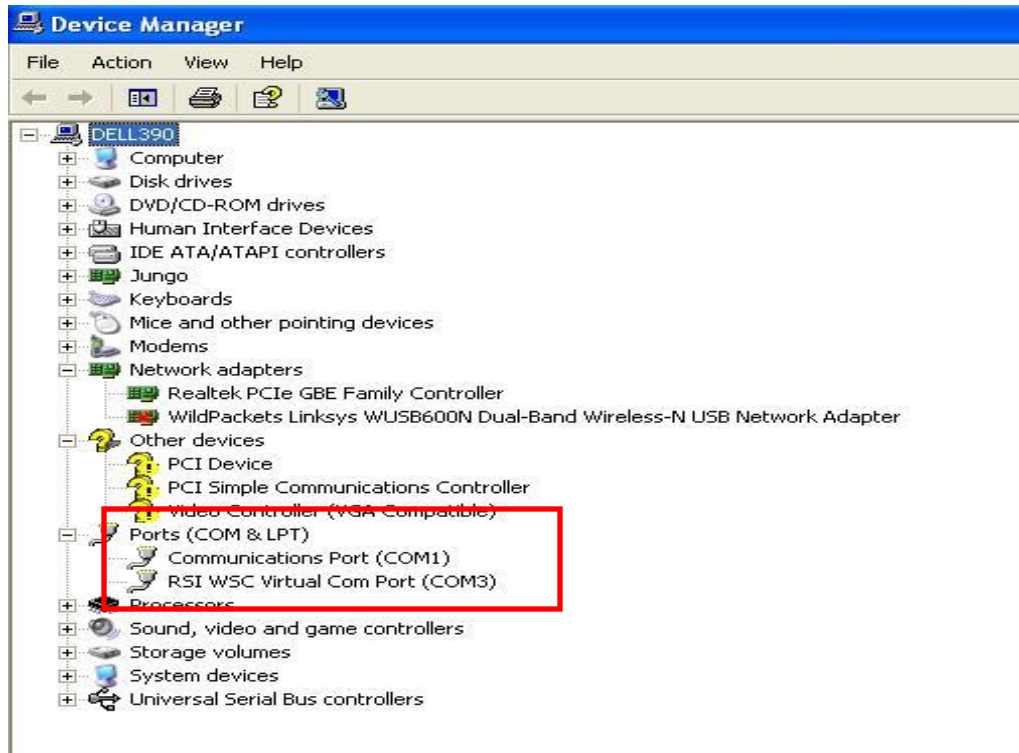 Device Manager
File Action View Help
DELL390
Computer
Disk drives
DVD/CD-ROM drives
Human Interface Devices
IDE ATA/ATAPI controllers
Jungo
Keyboards
Mice and other pointing devices
Modems
Network adapters
Realtek PCIe GBE Family Controller
WildPackets Linksys WUSB600N Dual-Band Wireless-N USB Network Adapter
Other devices
PCI Device
PCI Simple Communications Controller
Video Controller (VGA Compatible)
Ports (COM & LPT)
Communications Port (COM1)
RSI WSC Virtual Com Port (COM3)
Processors
Sound, video and game controllers
Storage volumes
System devices
Universal Serial Bus controllers